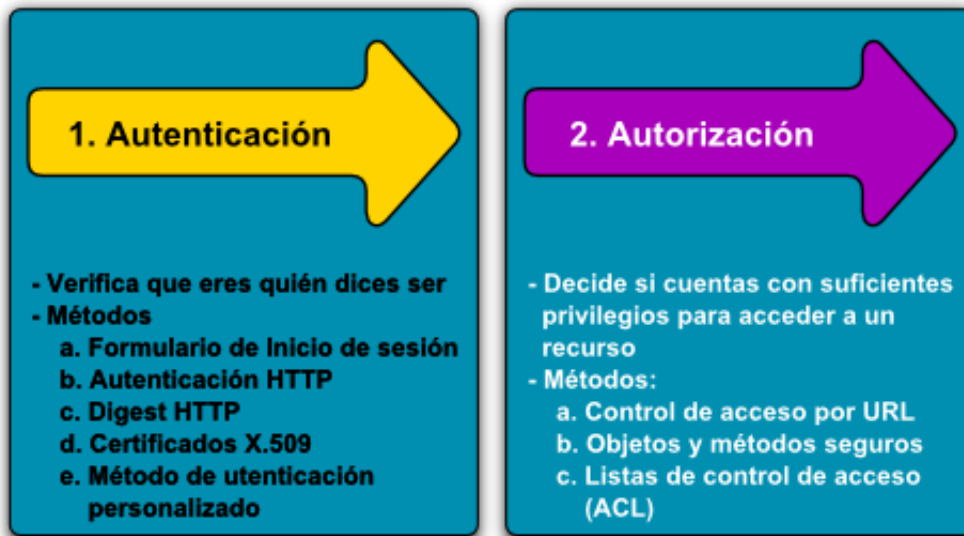 1. Autenticación
- Verifica que eres quién dices ser
- Métodos
a. Formulario de Inicio de sesión
b. Autenticación HTTP
c. Digest HTTP
d. Certificados X.509
e. Método de utenticación
personalizado
2. Autorización
- Decide si cuentas con suficientes
privilegios para acceder a un
recurso
- Métodos:
a. Control de acceso por URL
b. Objetos y métodos seguros
c. Listas de control de acceso
(ACL)